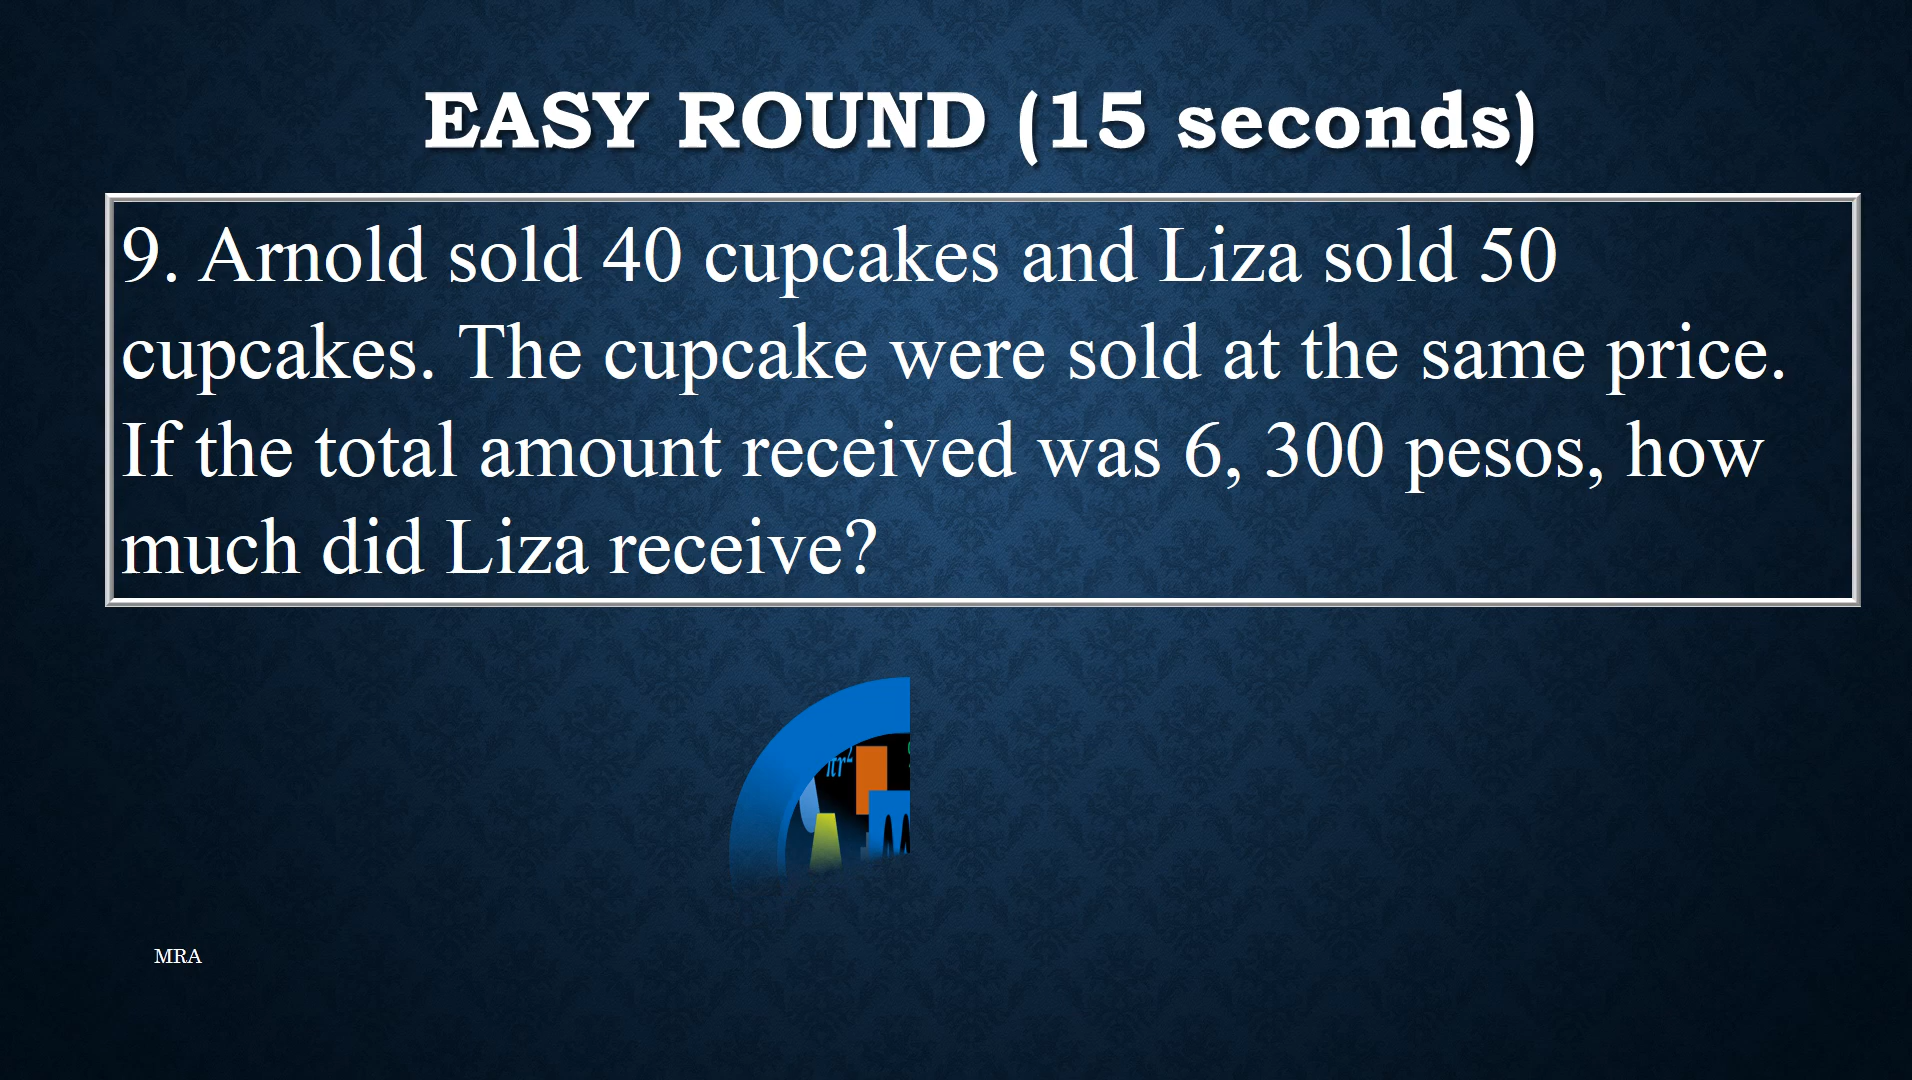 EASY ROUND (15 seconds)
9. Arnold sold 40 cupcakes and Liza sold 50
cupcakes. The cupcake were sold at the same price.
If the total amount received was 6, 300 pesos, how
much did Liza receive?
πr²
MRA